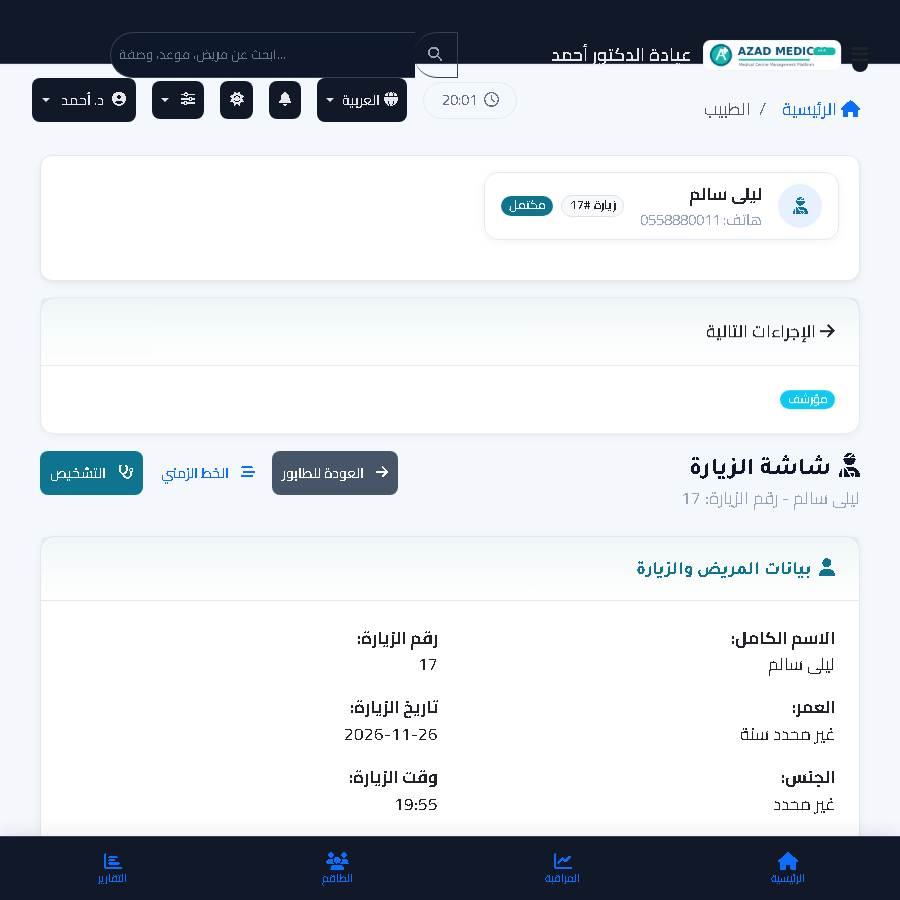 AZAD MEDIC
Medical Centre Management Platform
عيادة الدكتور أحمد
ابحث عن مريض، موعد، وصفة...
الرئيسية / الطبيب
20:01
العربية
د. أحمد
ليلى سالم
هاتف: 0558880011
زيارة #17
مكتمل
الإجراءات التالية
مؤرشف
شاشة الزيارة
ليلى سالم - رقم الزيارة: 17
العودة للطابور
الخط الزمني
التشخيص
بيانات المريض والزيارة
الاسم الكامل:
ليلى سالم
رقم الزيارة:
17
العمر:
غير محدد سنة
تاريخ الزيارة:
2026-11-26
الجنس:
غير محدد
وقت الزيارة:
19:55
الرئيسية
المراقبة
الطاقم
التقارير